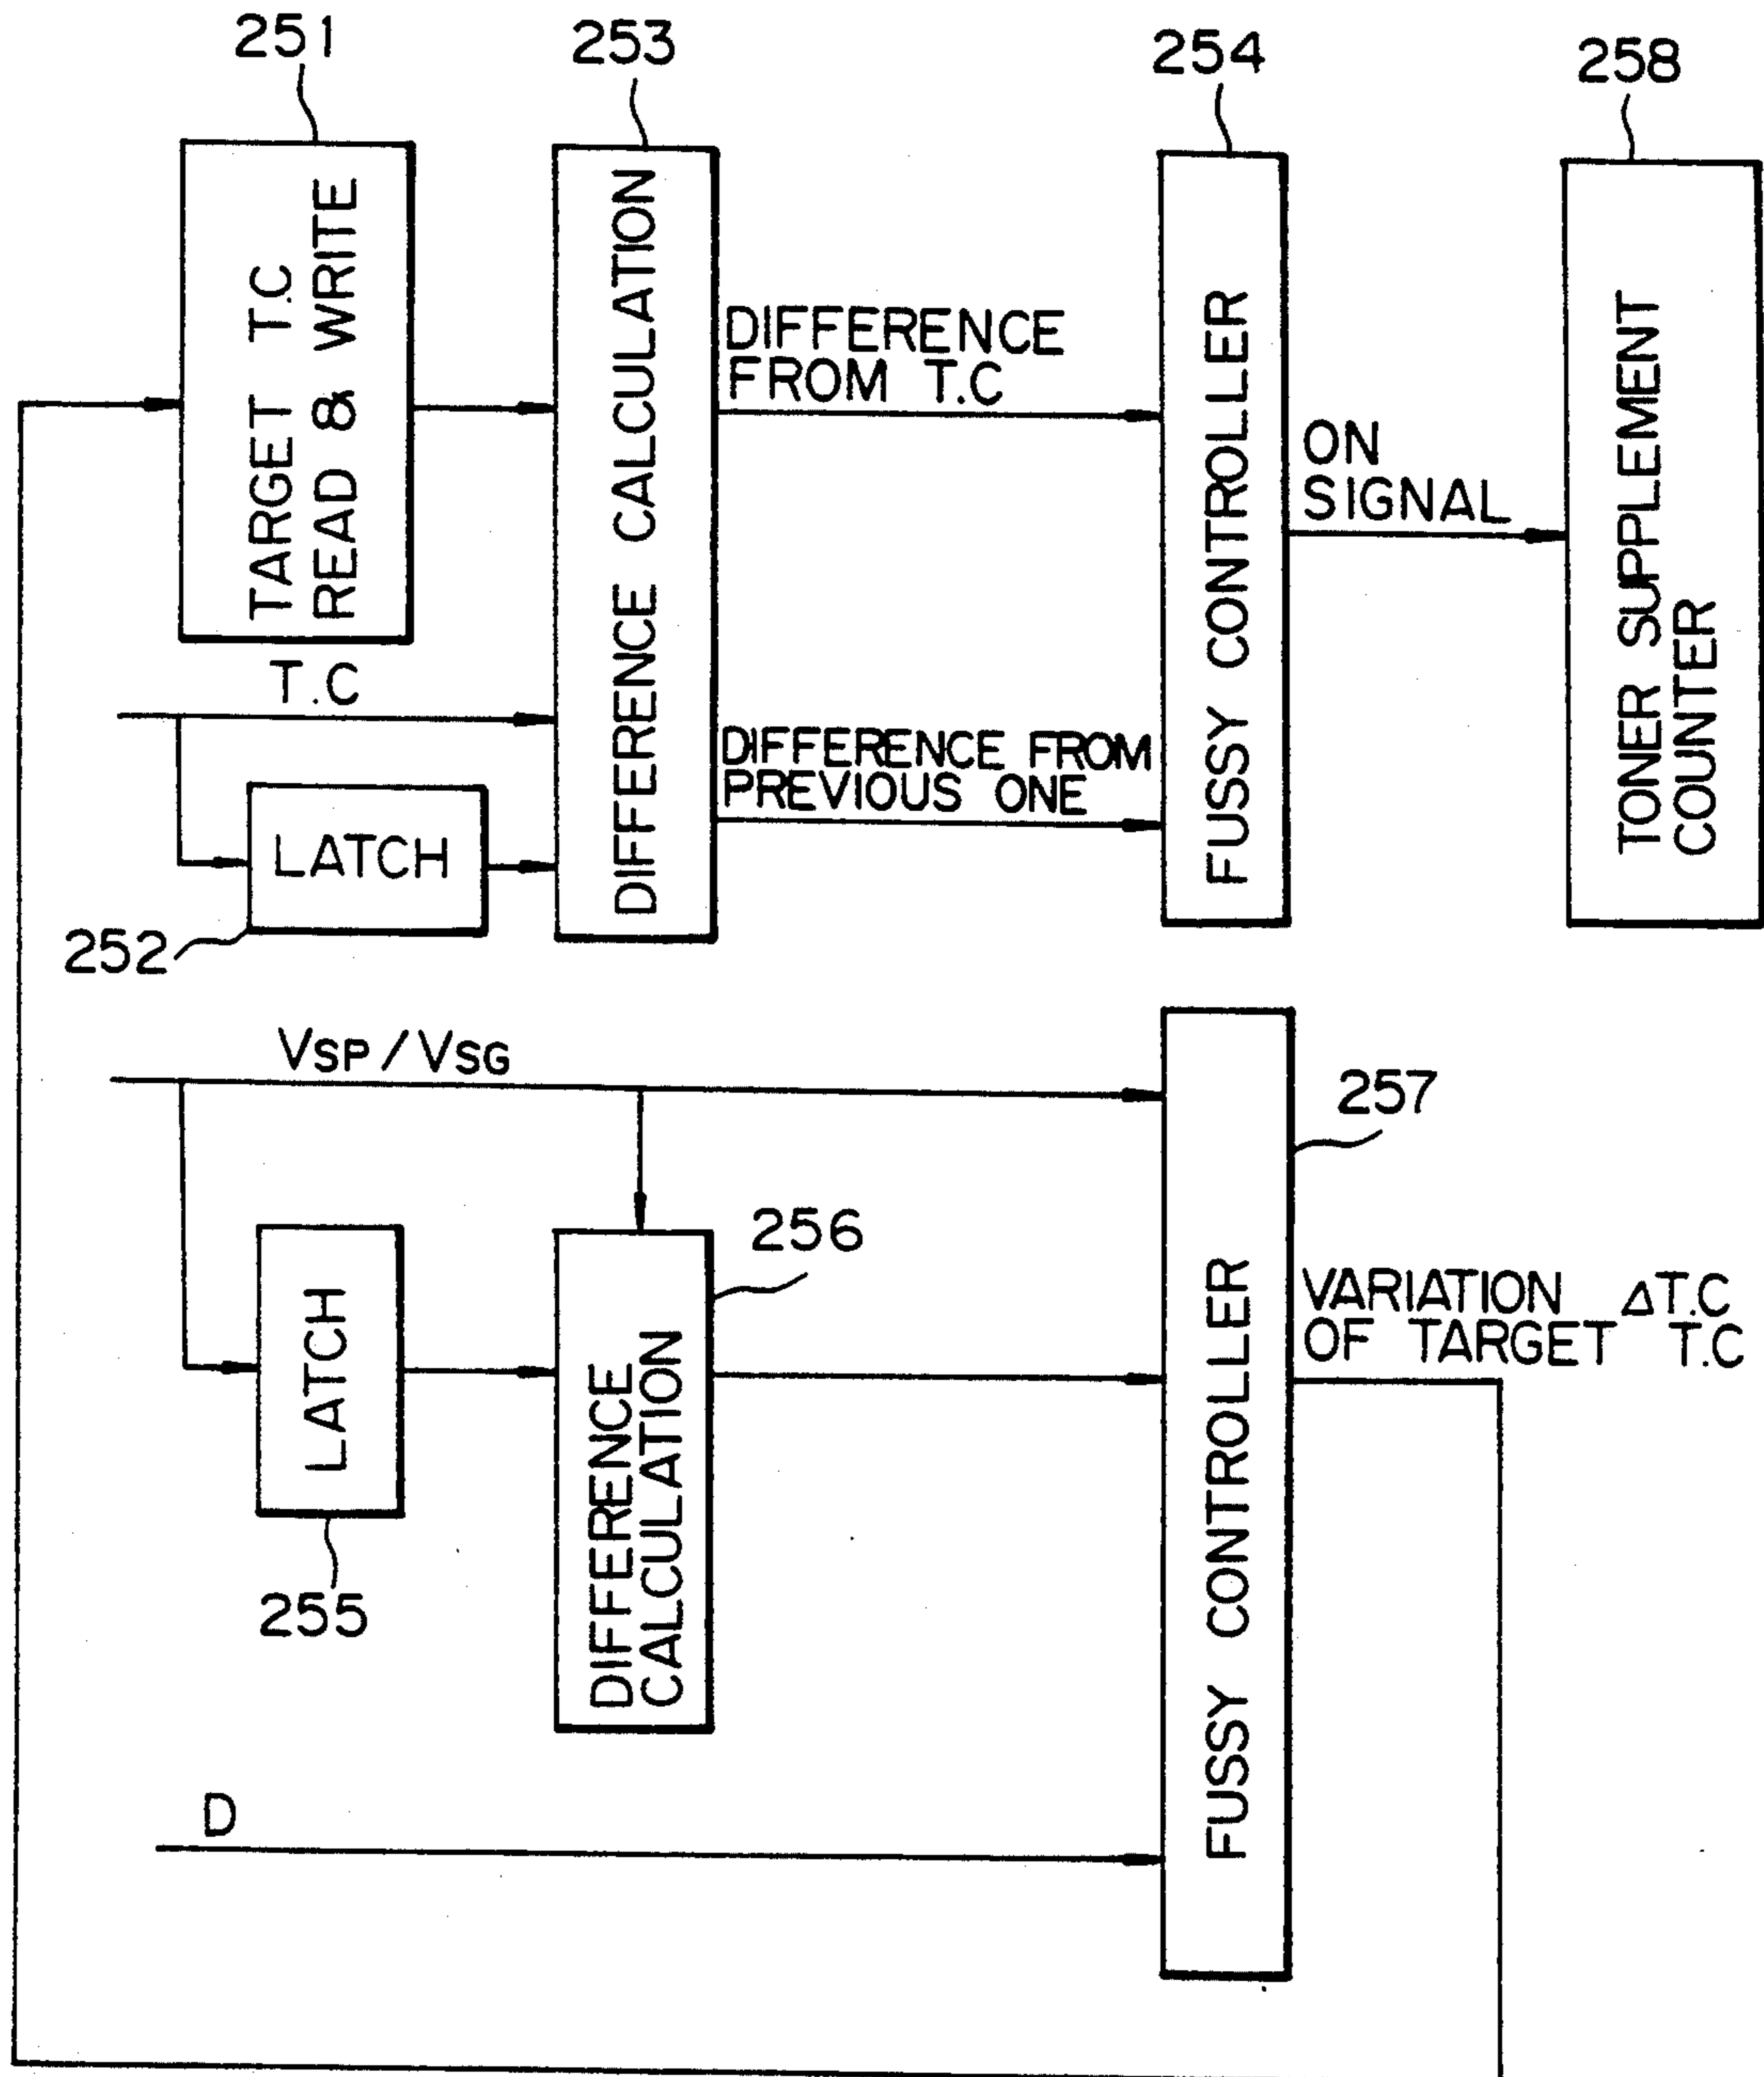 251
253
254
258
TARGET T.C
READ & WRITE
DIFFERENCE CALCULATION
DIFFERENCE
FROM T.C
FUSSY CONTROLLER
ON
SIGNAL
TONER SUPPLEMENT
COUNTER
T.C
DIFFERENCE FROM
PREVIOUS ONE
LATCH
252
VSP/VSG
257
256
LATCH
DIFFERENCE
CALCULATION
FUSSY CONTROLLER
VARIATION ΔT.C
OF TARGET T.C
255
D